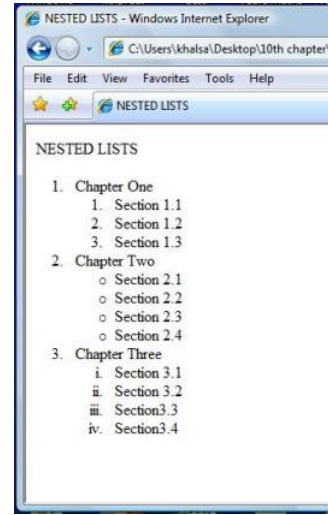 NESTED LISTS - Windows Internet Explorer
C:\Users\khalsa\Desktop\10th chapter\
File Edit View Favorites Tools Help
NESTED LISTS
NESTED LISTS
1. Chapter One
1. Section 1.1
2. Section 1.2
3. Section 1.3
2. Chapter Two
○ Section 2.1
○ Section 2.2
○ Section 2.3
○ Section 2.4
3. Chapter Three
i. Section 3.1
ii. Section 3.2
iii. Section3.3
iv. Section3.4